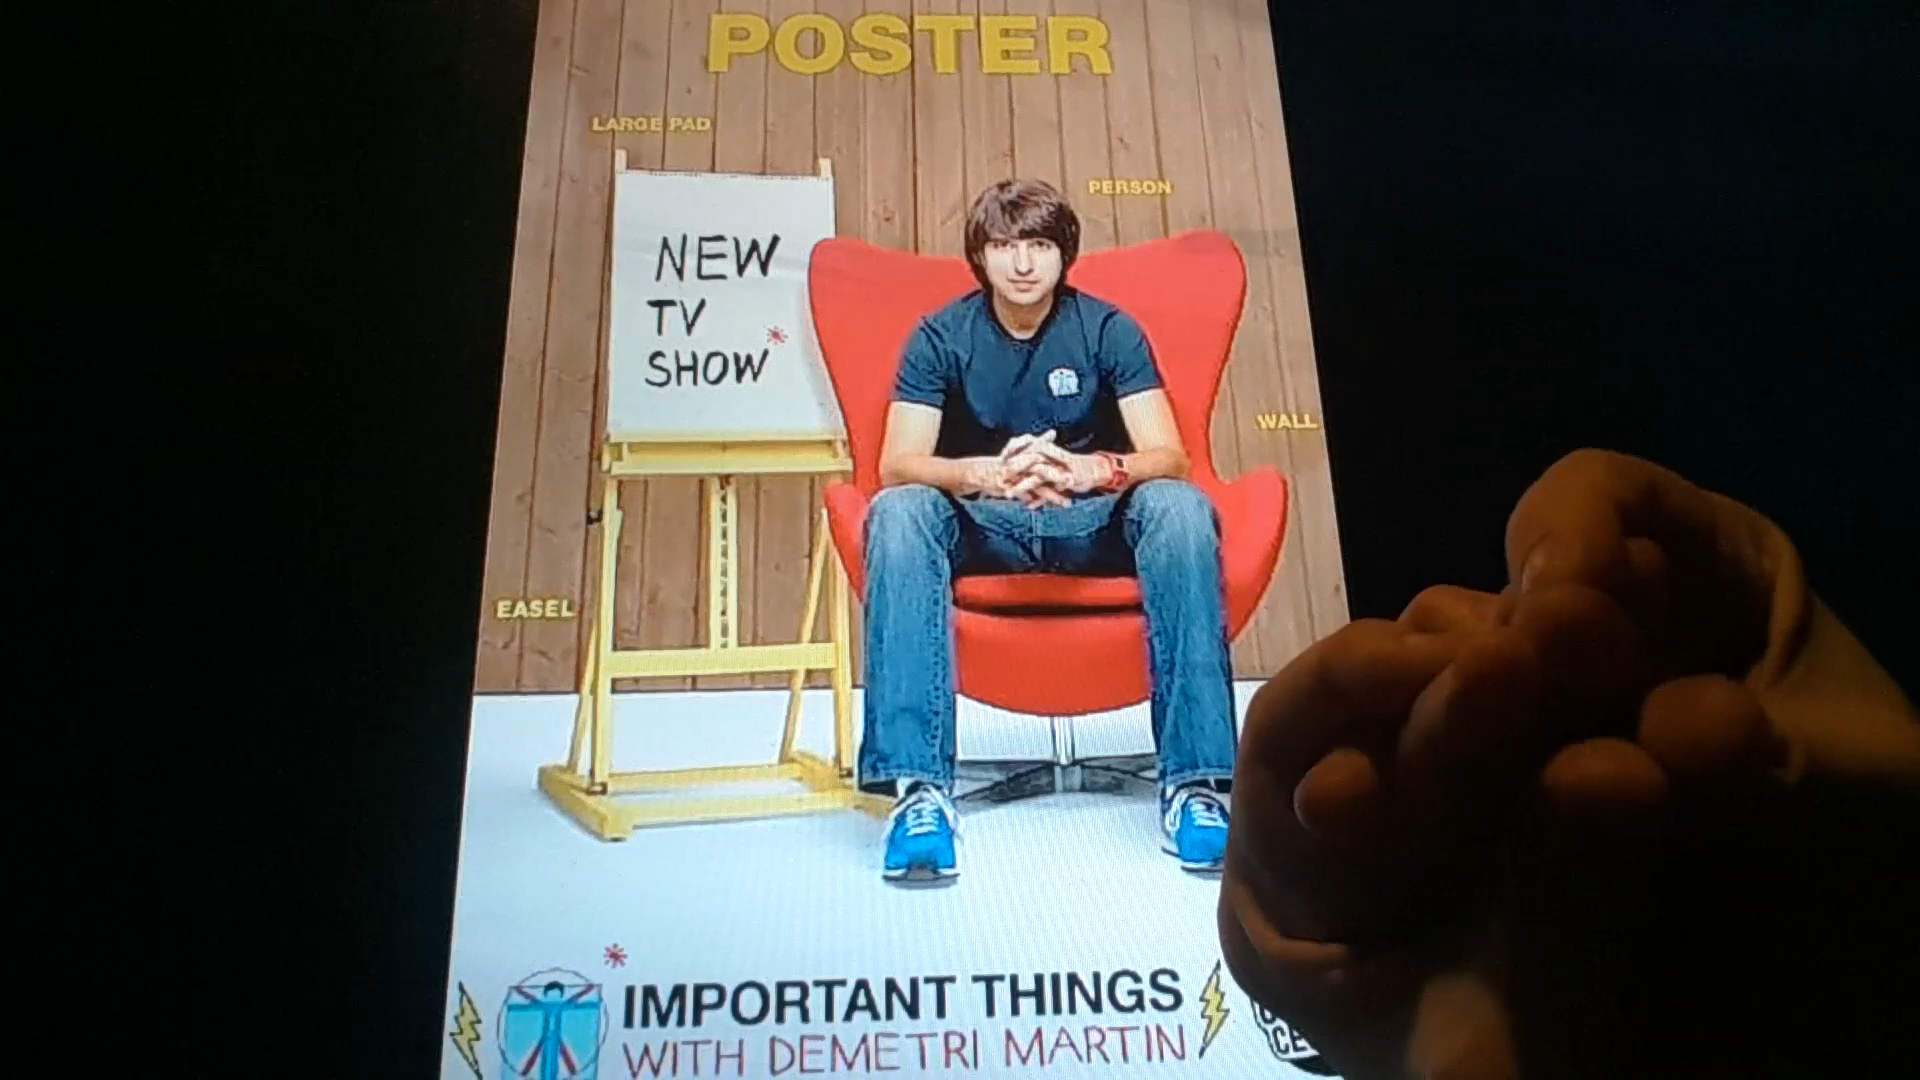 POSTER
LARGE PAD
PERSON
NEW
TV
SHOW*
WALL
EASEL
*
IMPORTANT THINGS
WITH DEMETRI MARTIN